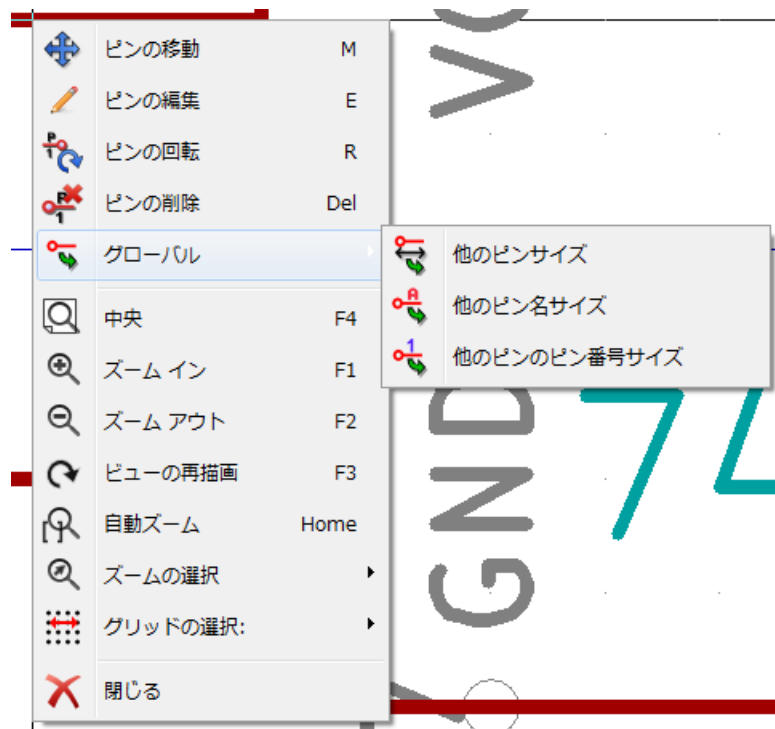 ピンの移動 M
ピンの編集 E
ピンの回転 R
ピンの削除 Del
グローバル
他のピンサイズ
他のピン名サイズ
他のピンのピン番号サイズ
中央 F4
ズーム イン F1
ズーム アウト F2
ビューの再描画 F3
自動ズーム Home
ズームの選択
グリッドの選択:
閉じる
GND
74